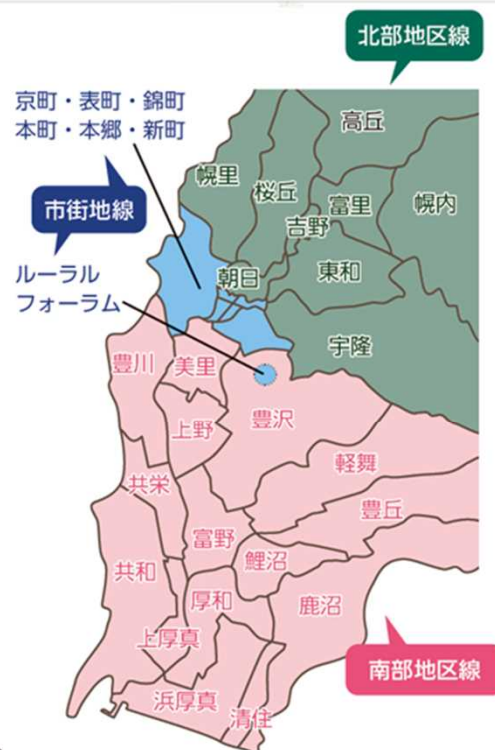 北部地区線
京町・表町・錦町
本町・本郷・新町
高丘
幌里
桜丘
富里
幌内
市街地線
吉野
ルーラル
フォーラム
朝日
東和
宇隆
豊川
美里
上野
豊沢
軽舞
共栄
豊丘
富野
鯉沼
共和
厚和
鹿沼
上厚真
南部地区線
浜厚真
清住